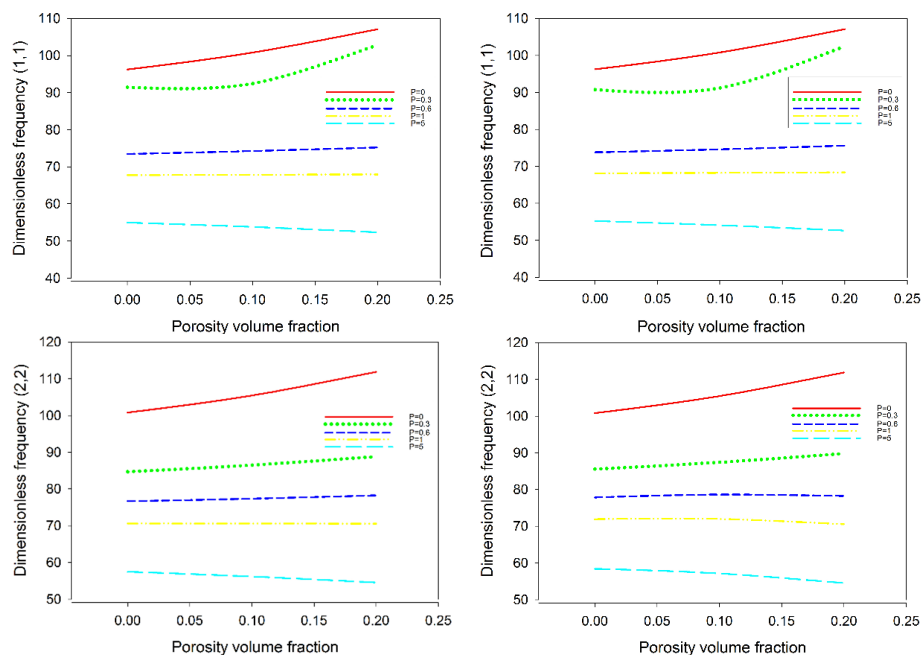 Dimensionless frequency (1,1)
110
100
90
80
70
60
50
40
P=0
P=0.3
P=0.6
P=1
P=5
0.00 0.05 0.10 0.15 0.20 0.25
Porosity volume fraction
Dimensionless frequency (1,1)
110
100
90
80
70
60
50
40
P=0
P=0.3
P=0.6
P=1
P=5
0.00 0.05 0.10 0.15 0.20 0.25
Porosity volume fraction
Dimensionless frequency (2,2)
120
110
100
90
80
70
60
50
P=0
P=0.3
P=0.6
P=1
P=5
0.00 0.05 0.10 0.15 0.20 0.25
Porosity volume fraction
Dimensionless frequency (2,2)
120
110
100
90
80
70
60
50
P=0
P=0.3
P=0.6
P=1
P=5
0.00 0.05 0.10 0.15 0.20 0.25
Porosity volume fraction